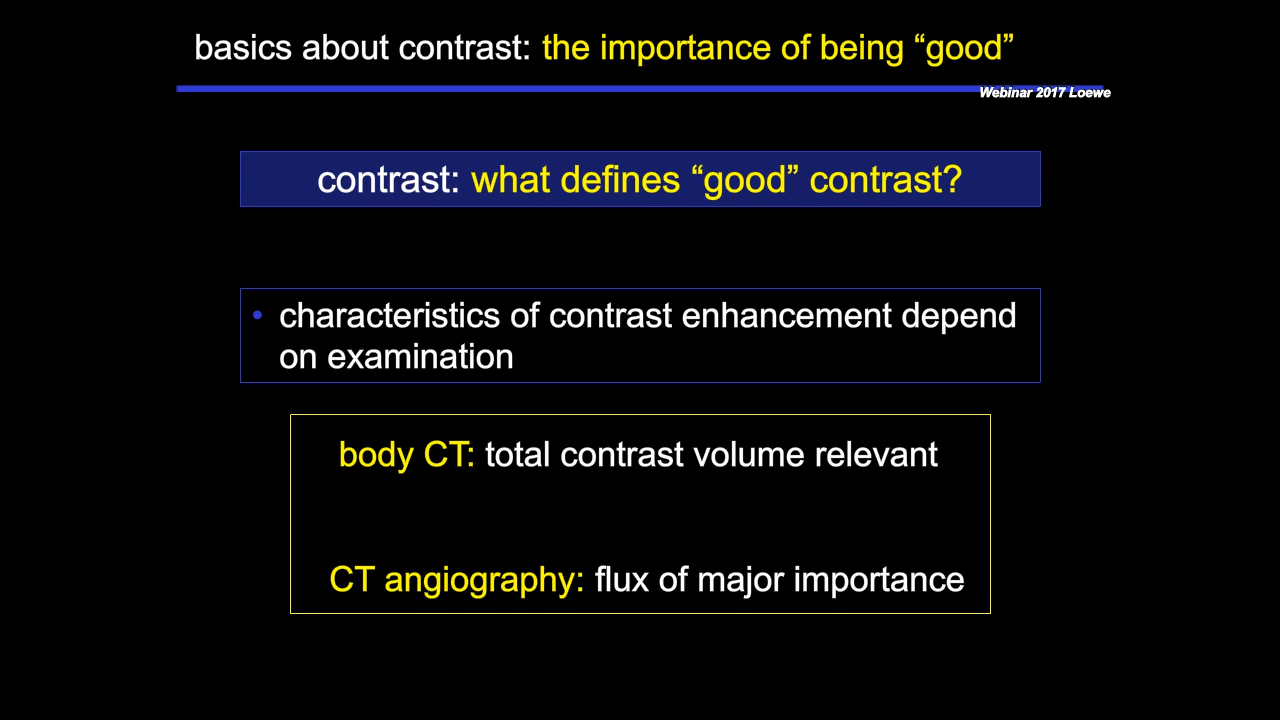 basics about contrast: the importance of being “good”
Webinar 2017 Loewe
contrast: what defines “good” contrast?
• characteristics of contrast enhancement depend
on examination
body CT: total contrast volume relevant
CT angiography: flux of major importance